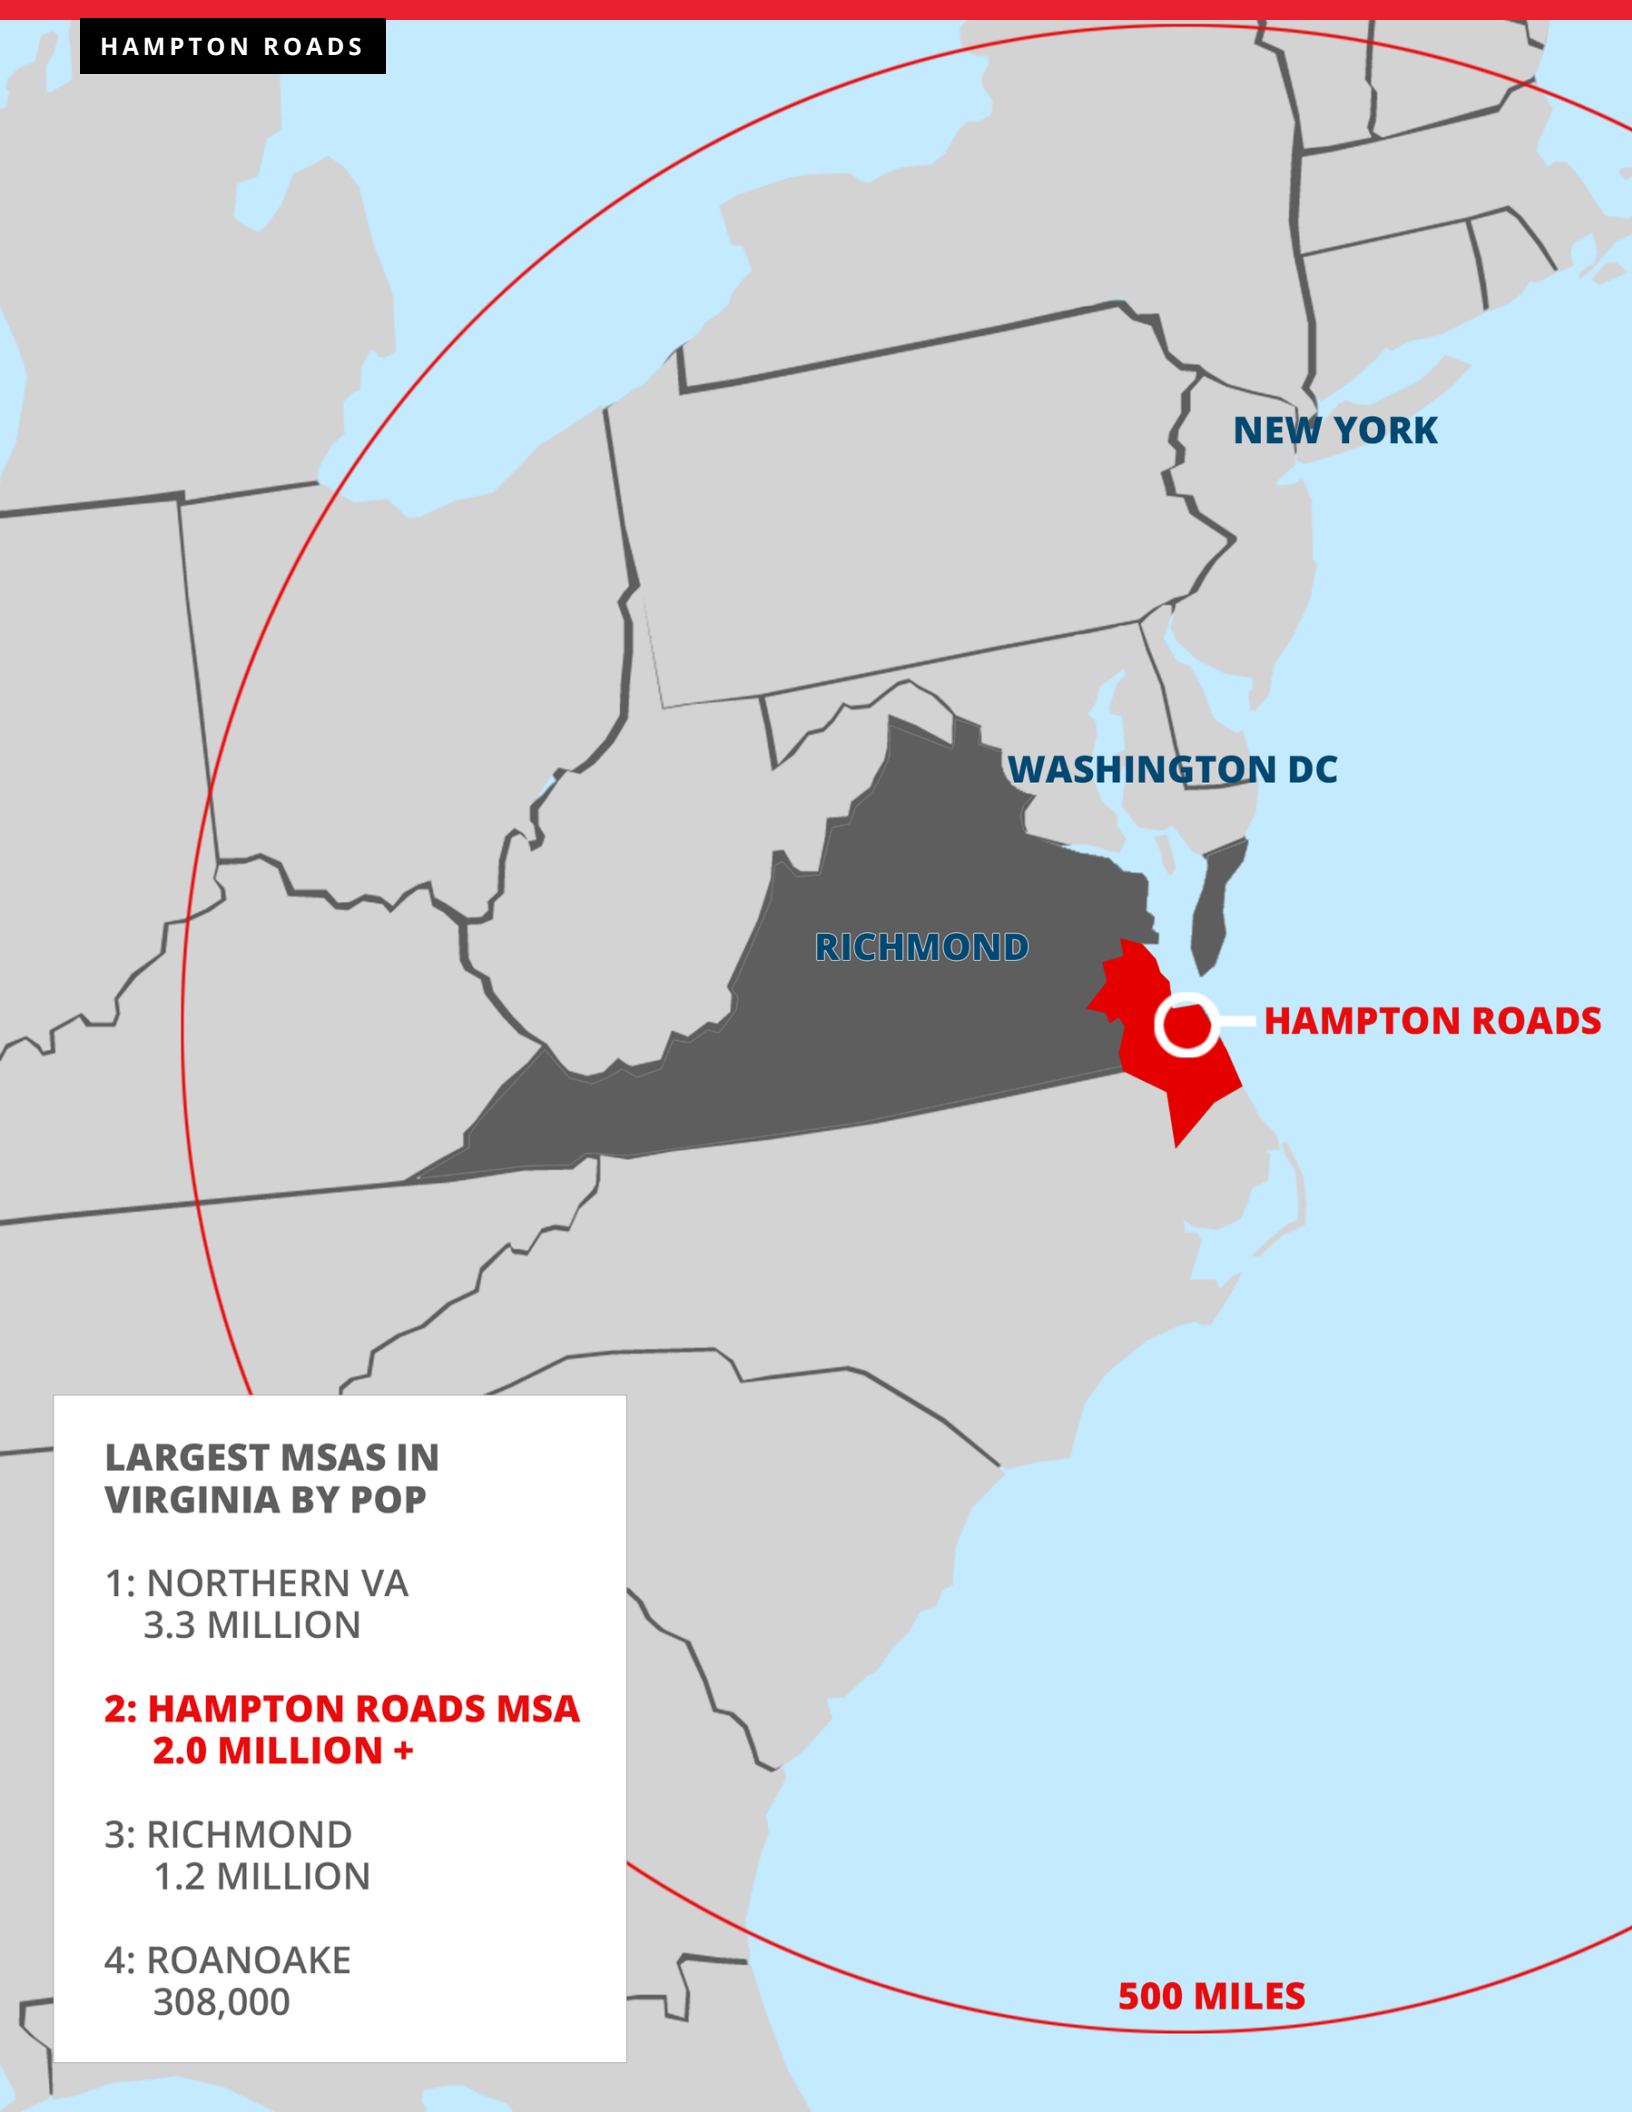 HAMPTON ROADS
NEW YORK
WASHINGTON DC
RICHMOND
HAMPTON ROADS
LARGEST MSAS IN
VIRGINIA BY POP
1: NORTHERN VA
3.3 MILLION
2: HAMPTON ROADS MSA
2.0 MILLION +
3: RICHMOND
1.2 MILLION
4: ROANOAKE
308,000
500 MILES